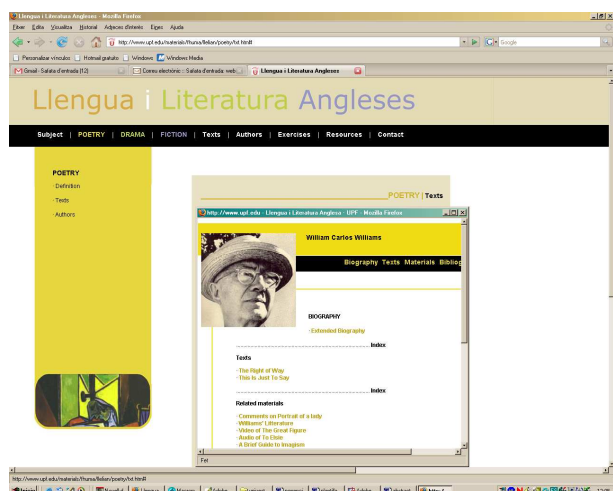 Llengua i Literatura Angleses - Mozilla Firefox
Fitxer Edita Visualitza Historial Adreces d'interès Eines Ajuda
http://www.upf.edu/materials/fhuma/llelian/poetry/txt.html#
Google
Personalizar vínculos Hotmail gratuito Windows Windows Media
Gmail - Safata d'entrada (12) Correu electrònic :: Safata d'entrada: web Llengua i Literatura Angleses
Llengua i Literatura Angleses
Subject | POETRY | DRAMA | FICTION | Texts | Authors | Exercises | Resources | Contact
POETRY
· Definition
· Texts
· Authors
POETRY | Texts
http://www.upf.edu - Llengua i Literatura Anglesa - UPF - Mozilla Firefox
William Carlos Williams
Biography Texts Materials Bibliog
BIOGRAPHY
· Extended Biography
Index
Texts
· The Right of Way
· This Is Just To Say
Index
Related materials
· Comments on Portrait of a lady
· Williams' Litterature
· Video of The Great Figure
· Audio of To Elsie
· A Brief Guide to Imagism
Fet
http://www.upf.edu/materials/fhuma/llelian/poetry/txt.html#